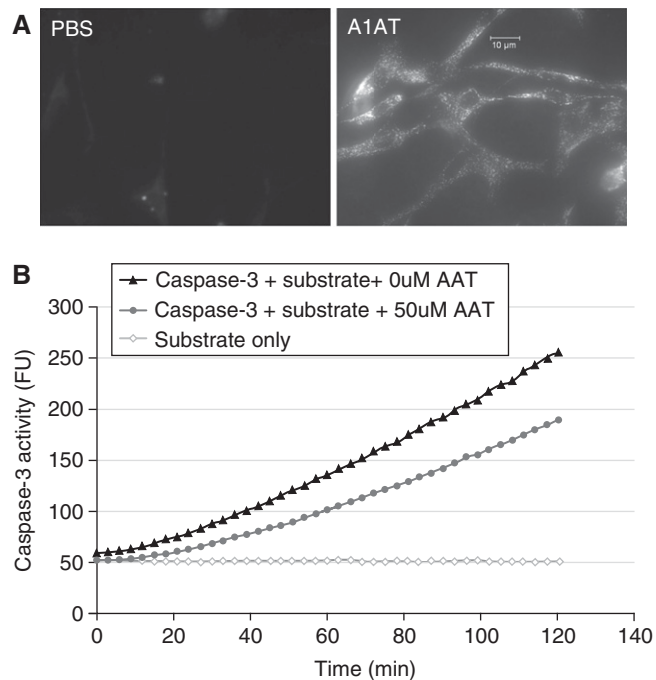 A
PBS
A1AT
10 µm
B
Caspase-3 + substrate+ 0uM AAT
Caspase-3 + substrate + 50uM AAT
Substrate only
Caspase-3 activity (FU)
300
250
200
150
100
50
0
0 20 40 60 80 100 120 140
Time (min)